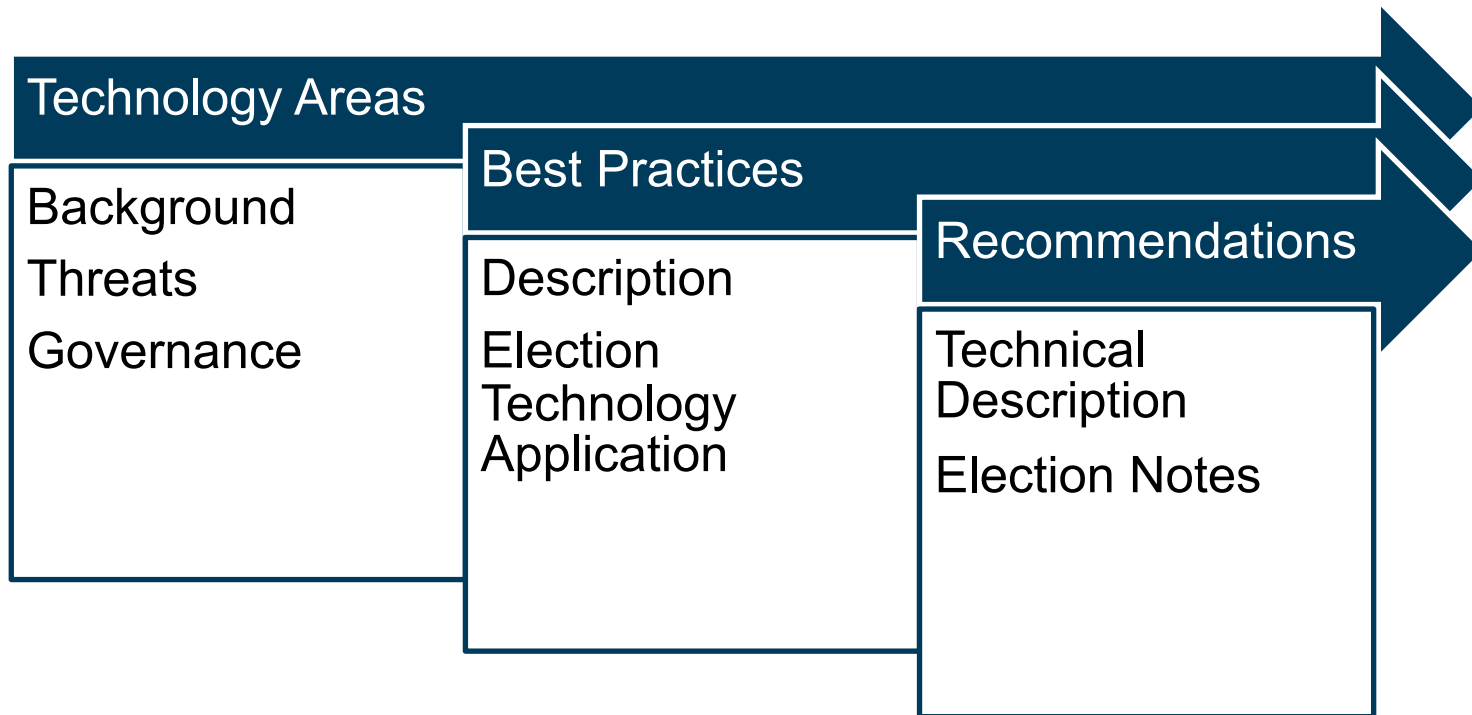 Technology Areas
Background
Threats
Governance
Best Practices
Description
Election
Technology
Application
Recommendations
Technical
Description
Election Notes